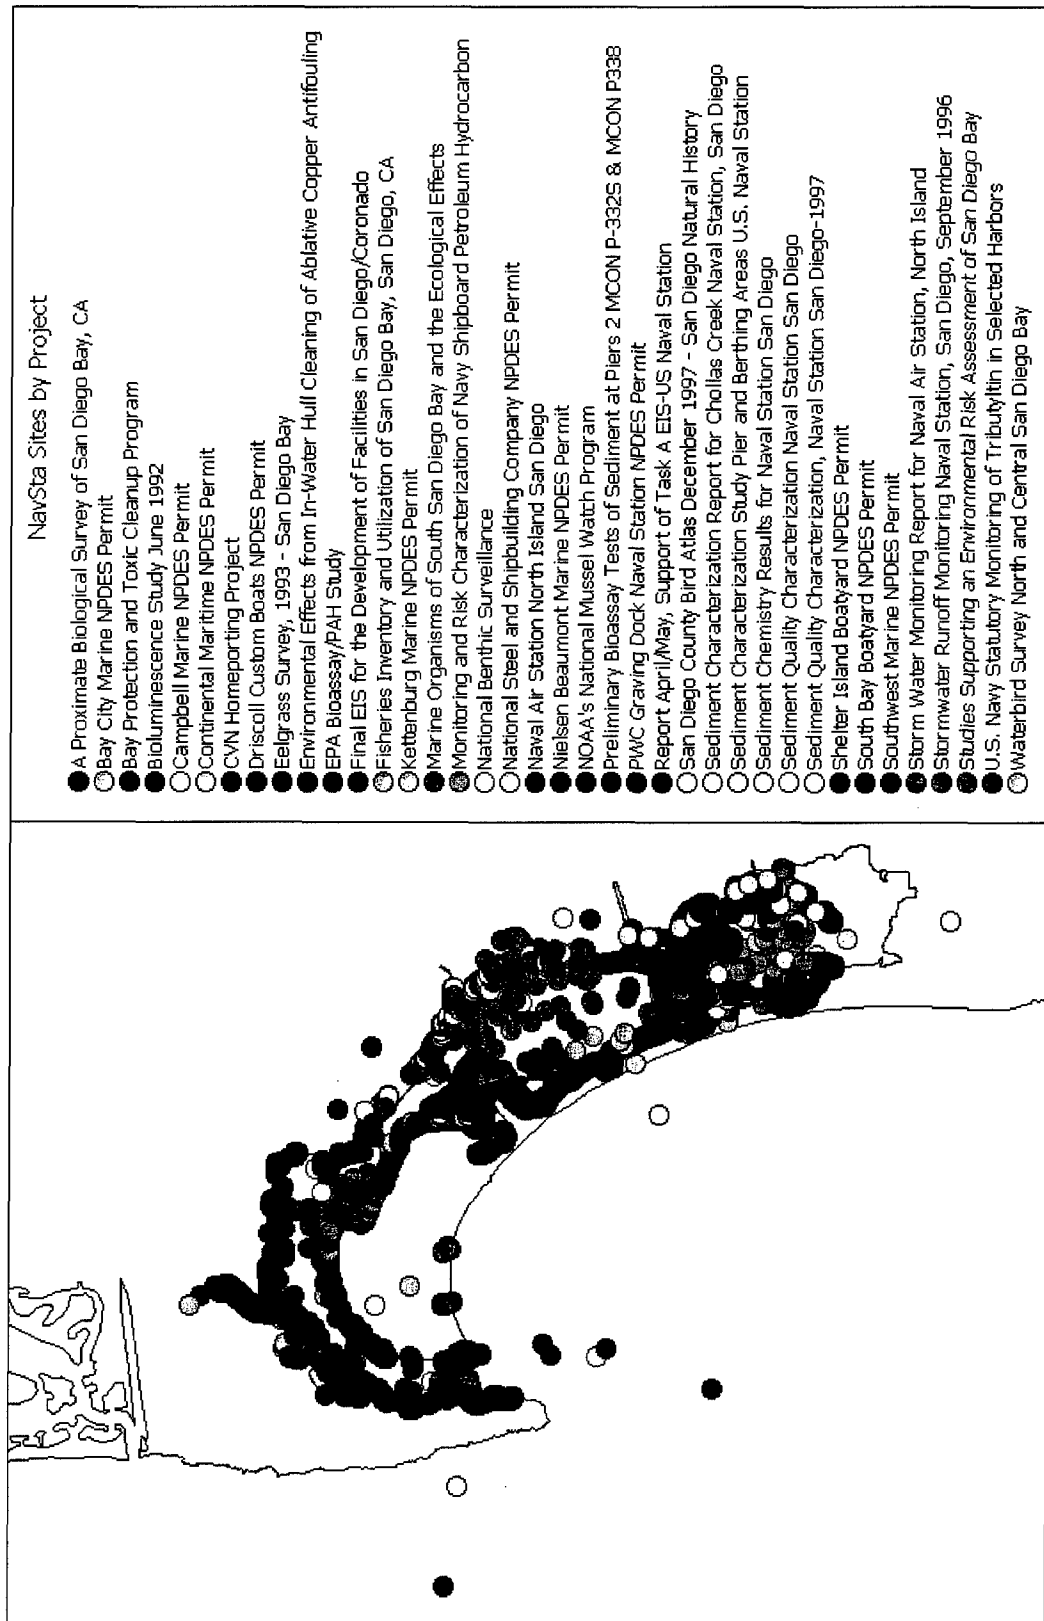 NavSta Sites by Project
A Proximate Biological Survey of San Diego Bay, CA
Bay City Marine NPDES Permit
Bay Protection and Toxic Cleanup Program
Bioluminescence Study June 1992
Campbell Marine NPDES Permit
Continental Maritime NPDES Permit
CVN Homeporting Project
Driscoll Custom Boats NPDES Permit
Eelgrass Survey, 1993 - San Diego Bay
Environmental Effects from In-Water Hull Cleaning of Ablative Copper Antifouling
EPA Bioassay/PAH Study
Final EIS for the Development of Facilities in San Diego/Coronado
Fisheries Inventory and Utilization of San Diego Bay, San Diego, CA
Kettenburg Marine NPDES Permit
Marine Organisms of South San Diego Bay and the Ecological Effects
Monitoring and Risk Characterization of Navy Shipboard Petroleum Hydrocarbon
National Benthic Surveillance
National Steel and Shipbuilding Company NPDES Permit
Naval Air Station North Island San Diego
Nielsen Beaumont Marine NPDES Permit
NOAA's National Mussel Watch Program
Preliminary Bioassay Tests of Sediment at Piers 2 MCON P-332S & MCON P338
PWC Graving Dock Naval Station NPDES Permit
Report April/May, Support of Task A EIS-US Naval Station
San Diego County Bird Atlas December 1997 - San Diego Natural History
Sediment Characterization Report for Chollas Creek Naval Station, San Diego
Sediment Characterization Study Pier and Berthing Areas U.S. Naval Station
Sediment Chemistry Results for Naval Station San Diego
Sediment Quality Characterization Naval Station San Diego
Sediment Quality Characterization, Naval Station San Diego-1997
Shelter Island Boatyard NPDES Permit
South Bay Boatyard NPDES Permit
Southwest Marine NPDES Permit
Storm Water Monitoring Report for Naval Air Station, North Island
Stormwater Runoff Monitoring Naval Station, San Diego, September 1996
Studies Supporting an Environmental Risk Assessment of San Diego Bay
U.S. Navy Statutory Monitoring of Tributyltin in Selected Harbors
Waterbird Survey North and Central San Diego Bay